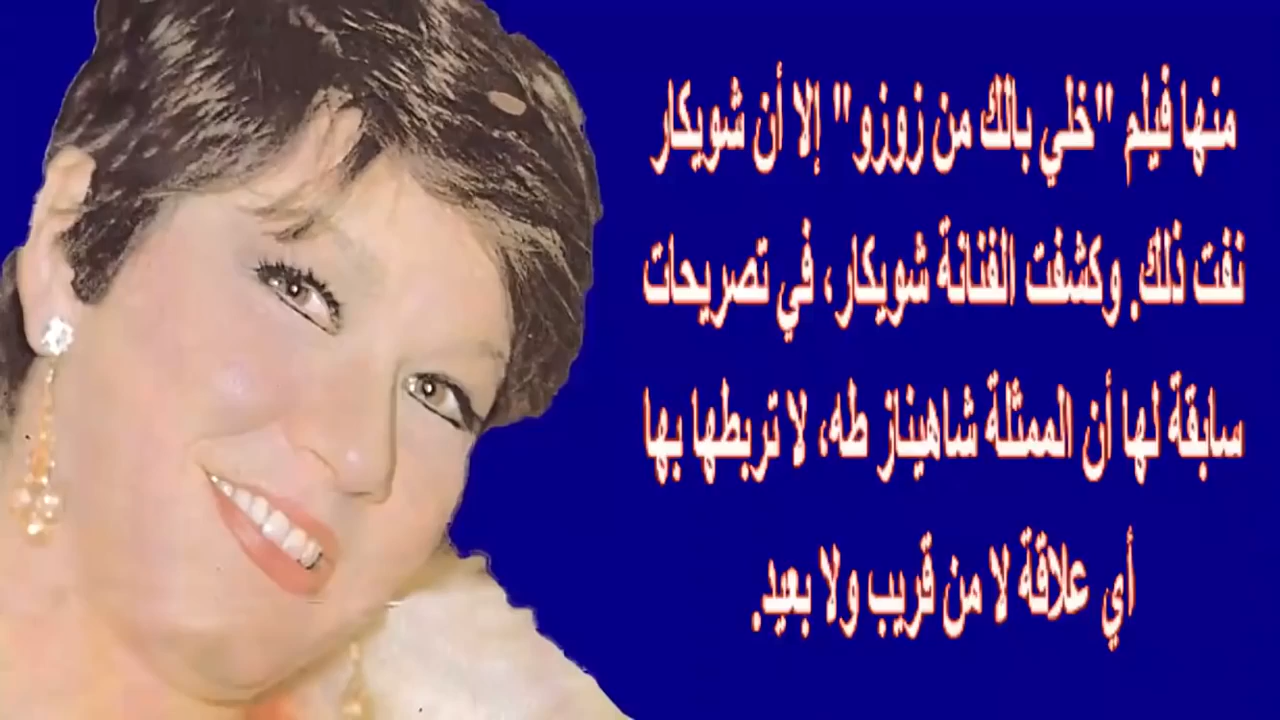 منها فيلم "خلي بالك من زوزو" إلا أن شويكار
نفت ذلك. وكشفت الفنانة شويكار، في تصريحات
سابقة لها أن الممثلة شاهيناز طه، لا تربطها بها
أي علاقة لا من قريب ولا بعيد.